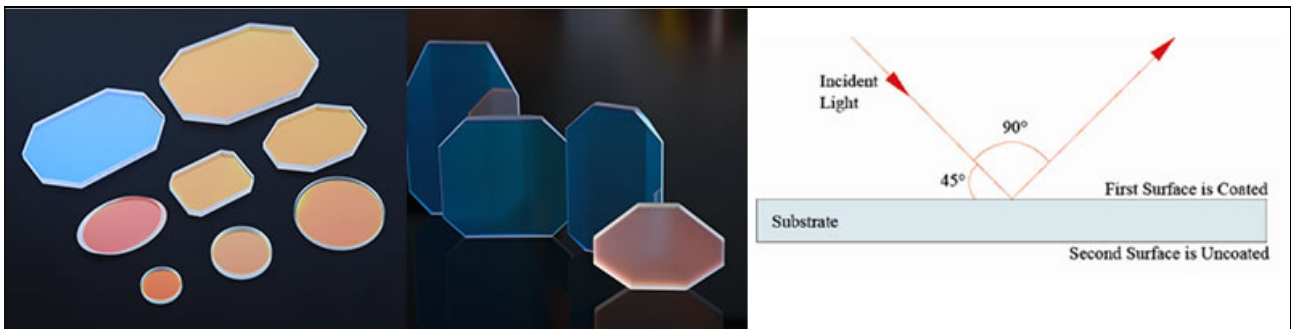 Incident
Light
90°
45°
First Surface is Coated
Substrate
Second Surface is Uncoated